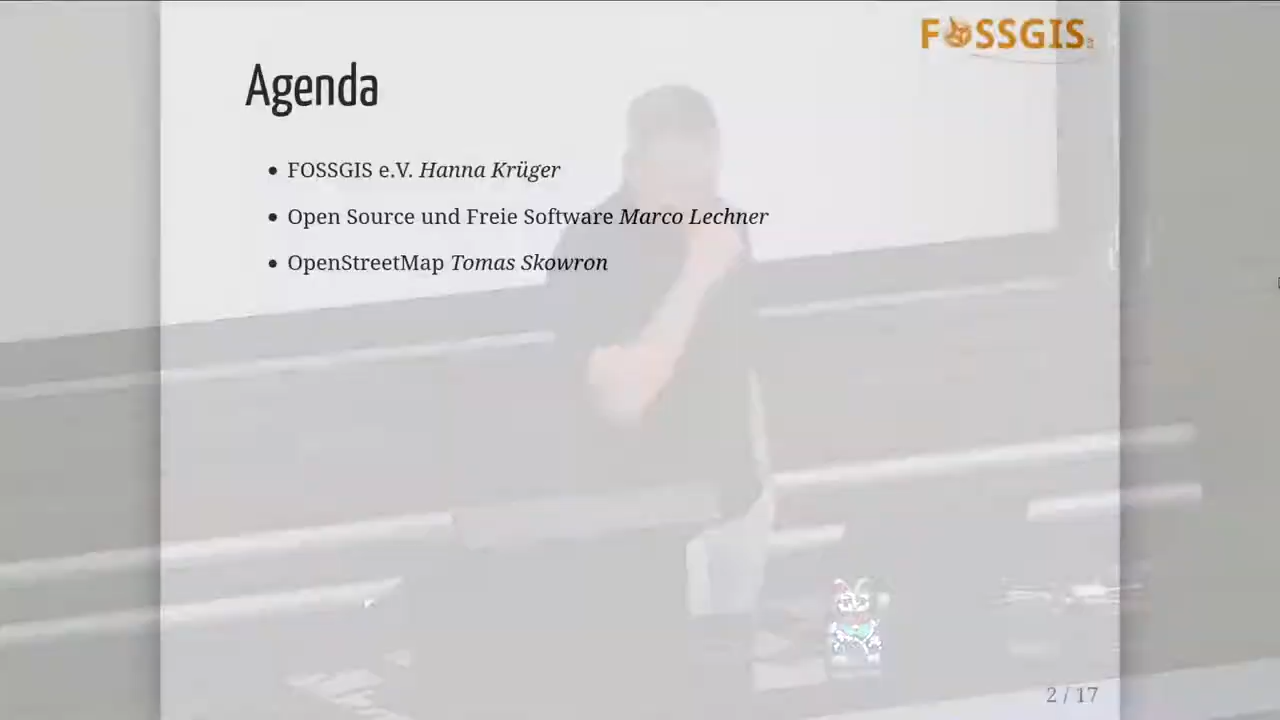 FOSSGIS
Agenda
FOSSGIS e.V. Hanna Krüger
Open Source und Freie Software Marco Lechner
OpenStreetMap Tomas Skowron
2 / 17